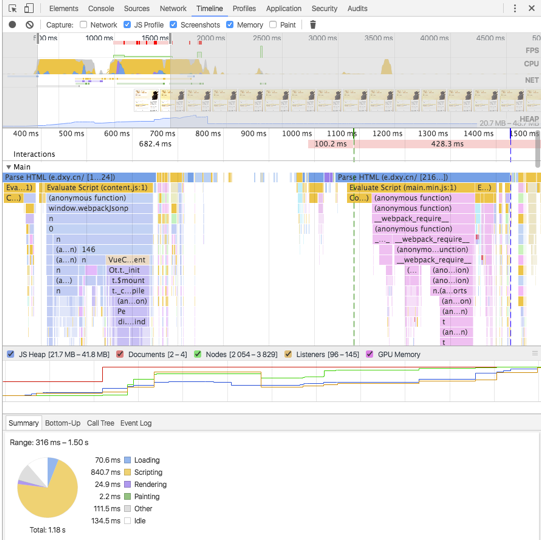 Elements Console Sources Network Timeline Profiles Application Security Audits
Capture: Network JS Profile Screenshots Memory Paint
500 ms 1000 ms 1500 ms 2000 ms 2500 ms 3000 ms 3500 ms 4000 ms 4500 ms 50
FPS
CPU
NET
HEAP
20.7 MB – 42.7 MB
400 ms 500 ms 600 ms 700 ms 800 ms 900 ms 1000 ms 1100 ms 1200 ms 1300 ms 1400 ms 1500 ms
682.4 ms 100.2 ms 428.3 ms
Interactions
Main
Parse HTML (e.dxy.cn/ [1…24]) Parse HTML (e.dxy.cn/ [216…])
Eva…1) Evaluate Script (content.js:1) Evaluate Script (main.min.js:1) E…)
C…) (anonymous function) Co…) (anonymous function)
window.webpackJsonp (anonymous function)
n __webpack_require__
0 (anonymous function)
n …_ __webpack_require__
(a…n) 146 (anonymo…unction)
(a…n) n VueC…ent __webpack_require__
(a…n) Ot.t._init (… (ano…ion)
(a…) t.$mount (ano…ion)
n t._c…pile n.(a…orts
(an…on) (an…on)
Pe t
di…ind (an…n)
t
JS Heap [21.7 MB – 41.8 MB] Documents [2 – 4] Nodes [2 054 – 3 829] Listeners [96 – 145] GPU Memory
Summary Bottom-Up Call Tree Event Log
Range: 316 ms – 1.50 s
70.6 ms Loading
840.7 ms Scripting
24.9 ms Rendering
2.2 ms Painting
111.5 ms Other
134.5 ms Idle
Total: 1.18 s